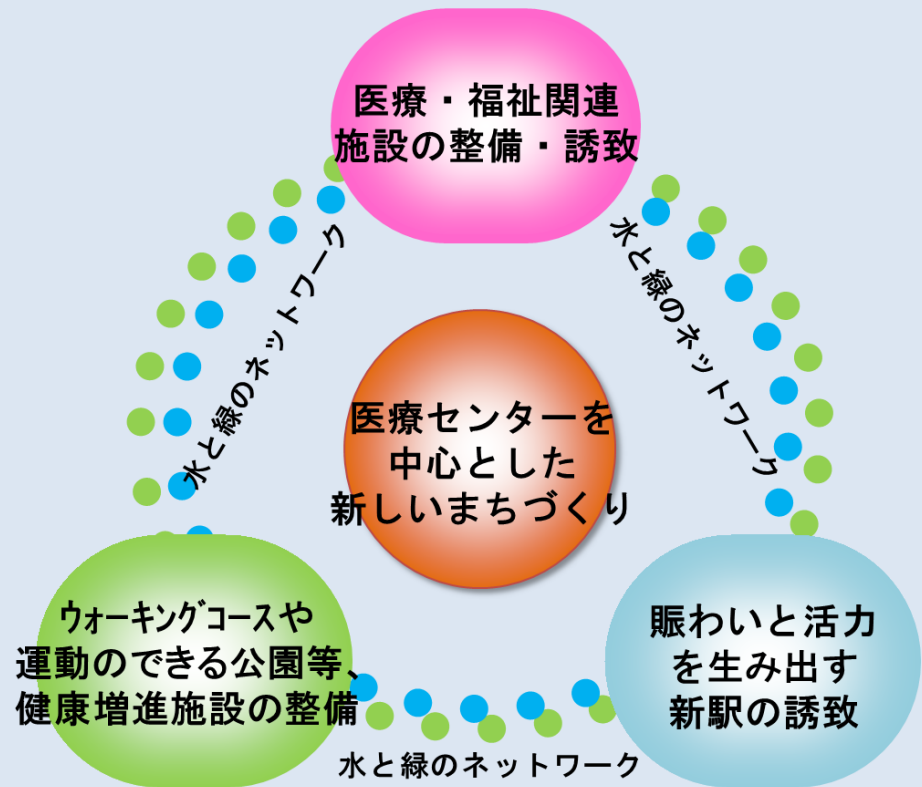 医療・福祉関連
施設の整備・誘致
水と緑のネットワーク
水と緑のネットワーク
医療センターを
中心とした
新しいまちづくり
ウォーキングコースや
運動のできる公園等、
健康増進施設の整備
賑わいと活力
を生み出す
新駅の誘致
水と緑のネットワーク